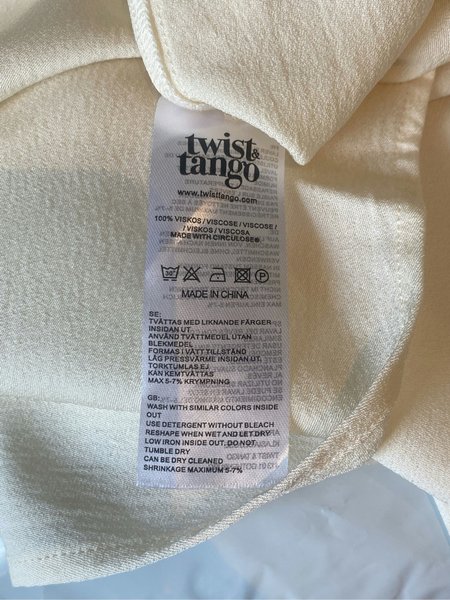 twist
& tango
www.twisttango.com
100% VISKOS / VISCOSE / VISCOSE /
/ VISKOS / VISCOSA
MADE WITH CIRCULOSE®
30°
P
MADE IN CHINA
SE:
TVÄTTAS MED LIKNANDE FÄRGER
INSIDAN UT
ANVÄND TVÄTTMEDEL UTAN
BLEKMEDEL
FORMAS I VÅTT TILLSTÅND
LÅG PRESSVÄRME INSIDAN UT.
TORKTUMLAS EJ
KAN KEMTVÄTTAS
MAX 5-7% KRYMPNING
GB:
WASH WITH SIMILAR COLORS INSIDE
OUT
USE DETERGENT WITHOUT BLEACH
RESHAPE WHEN WET AND LET DRY
LOW IRON INSIDE OUT. DO NOT
TUMBLE DRY
CAN BE DRY CLEANED
SHRINKAGE MAXIMUM 5-7%